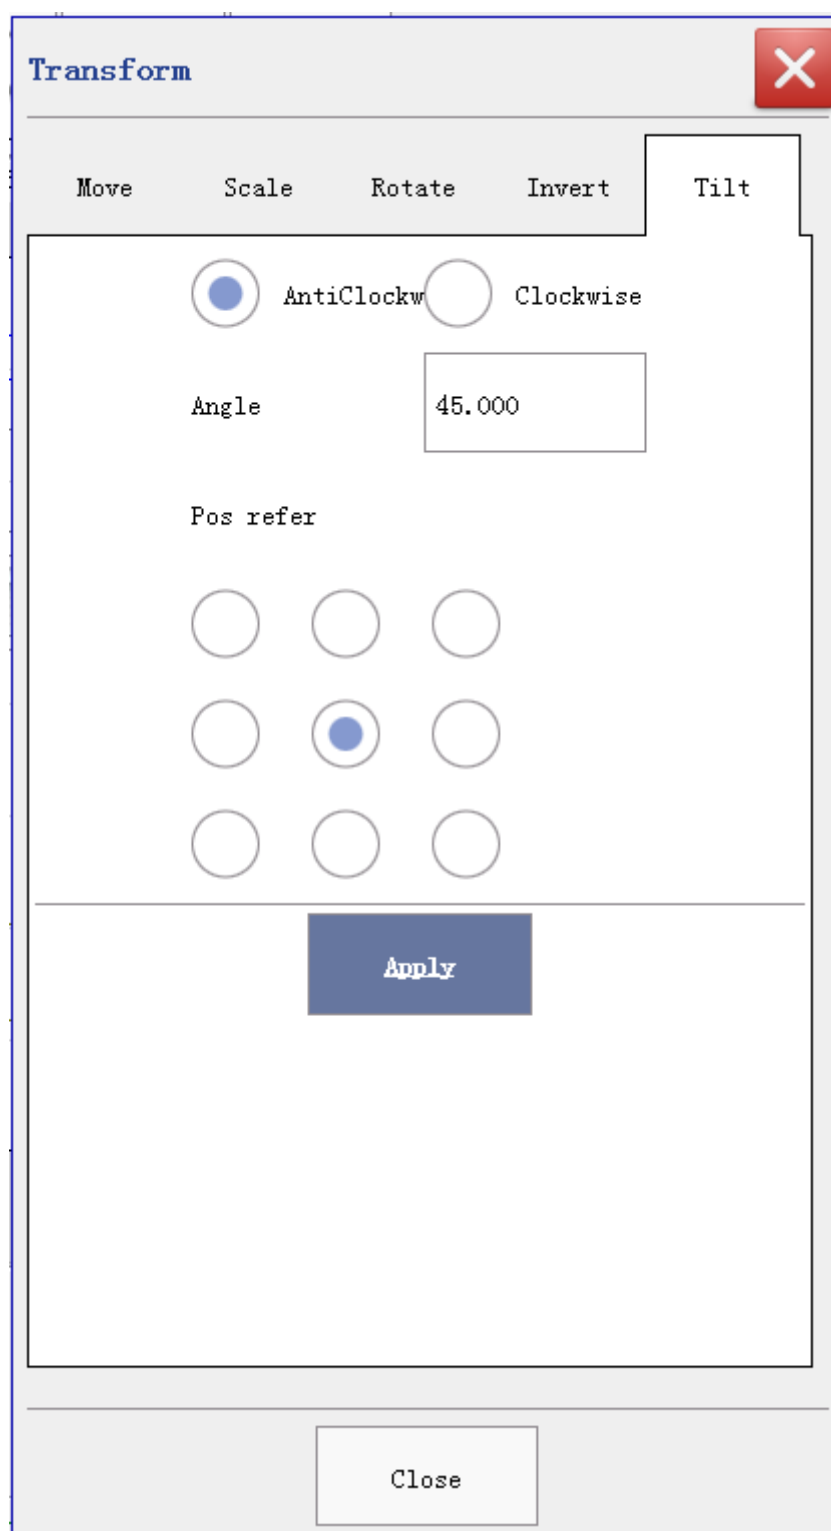 Transform
Move Scale Rotate Invert Tilt
AntiClockw Clockwise
Angle 45.000
Pos refer
Apply
Close